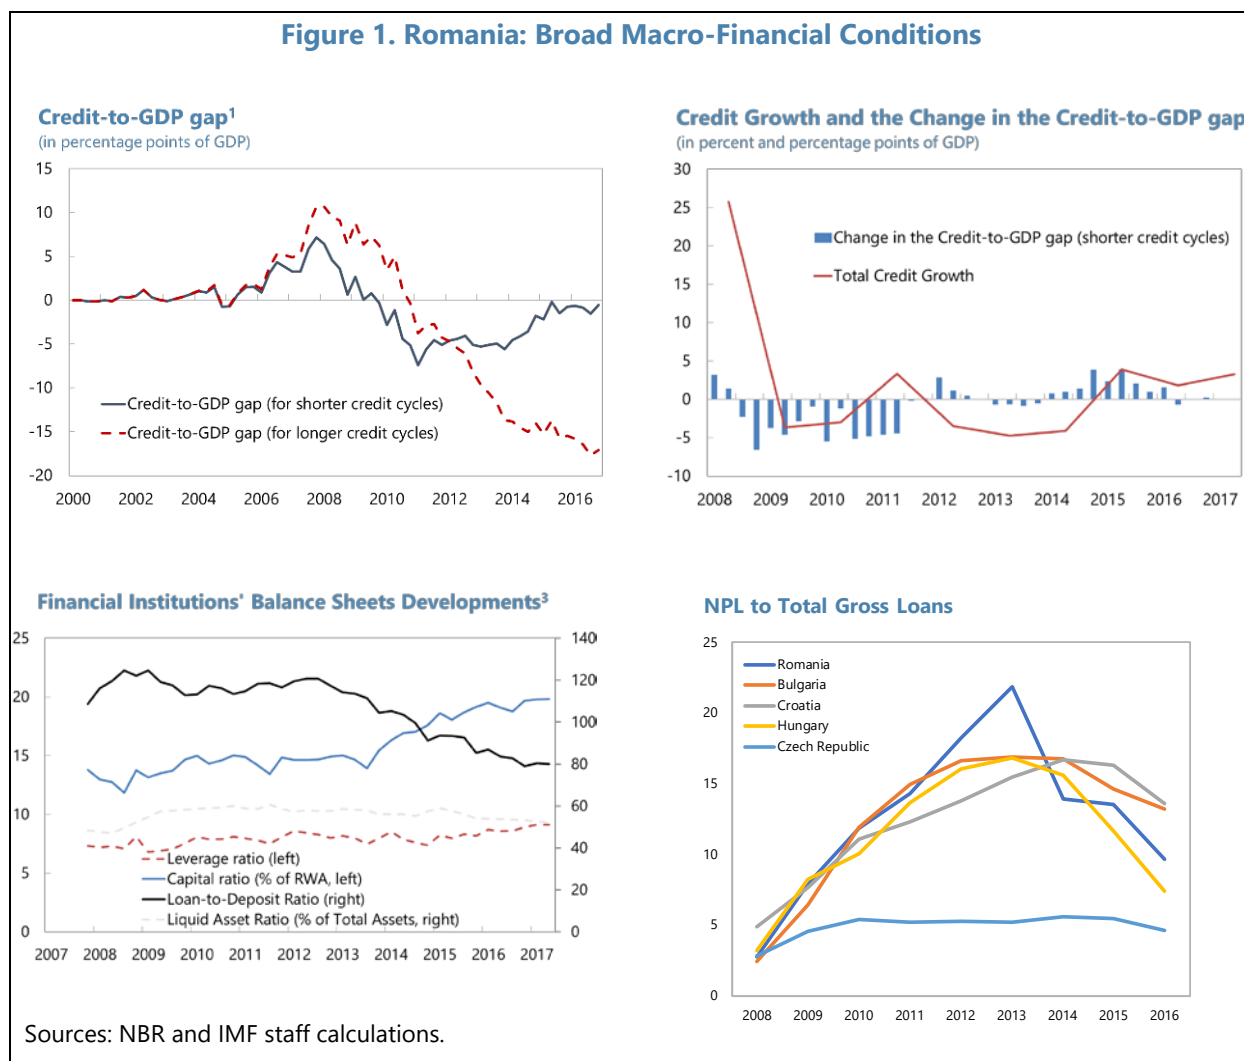 Figure 1. Romania: Broad Macro-Financial Conditions
Credit-to-GDP gap¹
(in percentage points of GDP)
15
10
5
0
-5
-10
-15
-20
Credit-to-GDP gap (for shorter credit cycles)
Credit-to-GDP gap (for longer credit cycles)
2000 2002 2004 2006 2008 2010 2012 2014 2016
Credit Growth and the Change in the Credit-to-GDP gap
(in percent and percentage points of GDP)
30
25
20
15
10
5
0
-5
-10
Change in the Credit-to-GDP gap (shorter credit cycles)
Total Credit Growth
2008 2009 2010 2011 2012 2013 2014 2015 2016 2017
Financial Institutions' Balance Sheets Developments³
25
20
15
10
5
0
140
120
100
80
60
40
20
0
Leverage ratio (left)
Capital ratio (% of RWA, left)
Loan-to-Deposit Ratio (right)
Liquid Asset Ratio (% of Total Assets, right)
2007 2008 2009 2010 2011 2012 2013 2014 2015 2016 2017
NPL to Total Gross Loans
25
20
15
10
5
0
Romania
Bulgaria
Croatia
Hungary
Czech Republic
2008 2009 2010 2011 2012 2013 2014 2015 2016
Sources: NBR and IMF staff calculations.